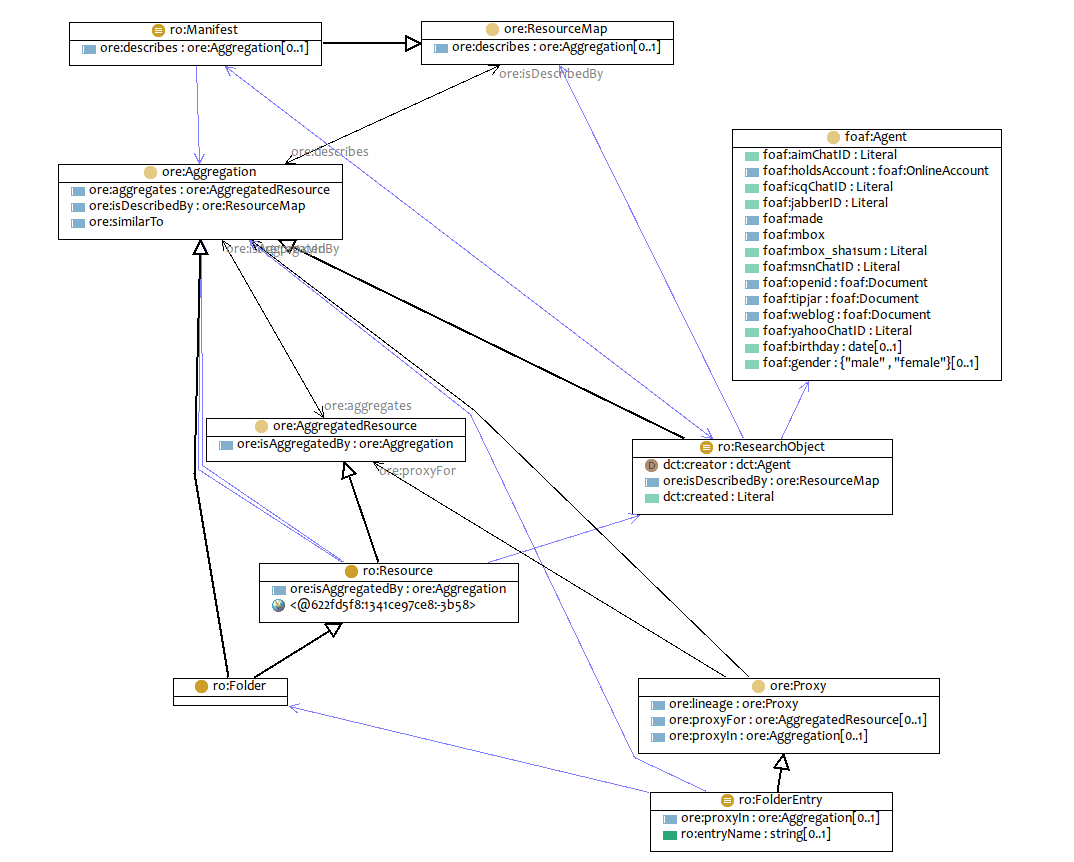 ro:Manifest
ore:describes : ore:Aggregation[0..1]
ore:ResourceMap
ore:describes : ore:Aggregation[0..1]
ore:isDescribedBy
ore:describes
foaf:Agent
foaf:aimChatID : Literal
foaf:holdsAccount : foaf:OnlineAccount
foaf:icqChatID : Literal
foaf:jabberID : Literal
foaf:made
foaf:mbox
foaf:mbox_sha1sum : Literal
foaf:msnChatID : Literal
foaf:openid : foaf:Document
foaf:tipjar : foaf:Document
foaf:weblog : foaf:Document
foaf:yahooChatID : Literal
foaf:birthday : date[0..1]
foaf:gender : {"male" , "female"}[0..1]
ore:Aggregation
ore:aggregates : ore:AggregatedResource
ore:isDescribedBy : ore:ResourceMap
ore:similarTo
ore:aggregates
ore:AggregatedResource
ore:isAggregatedBy : ore:Aggregation
ore:proxyFor
ro:ResearchObject
D
dct:creator : dct:Agent
ore:isDescribedBy : ore:ResourceMap
dct:created : Literal
ro:Resource
ore:isAggregatedBy : ore:Aggregation
<@622fd5f8:1341ce97ce8:-3b58>
ro:Folder
ore:Proxy
ore:lineage : ore:Proxy
ore:proxyFor : ore:AggregatedResource[0..1]
ore:proxyIn : ore:Aggregation[0..1]
ro:FolderEntry
ore:proxyIn : ore:Aggregation[0..1]
ro:entryName : string[0..1]